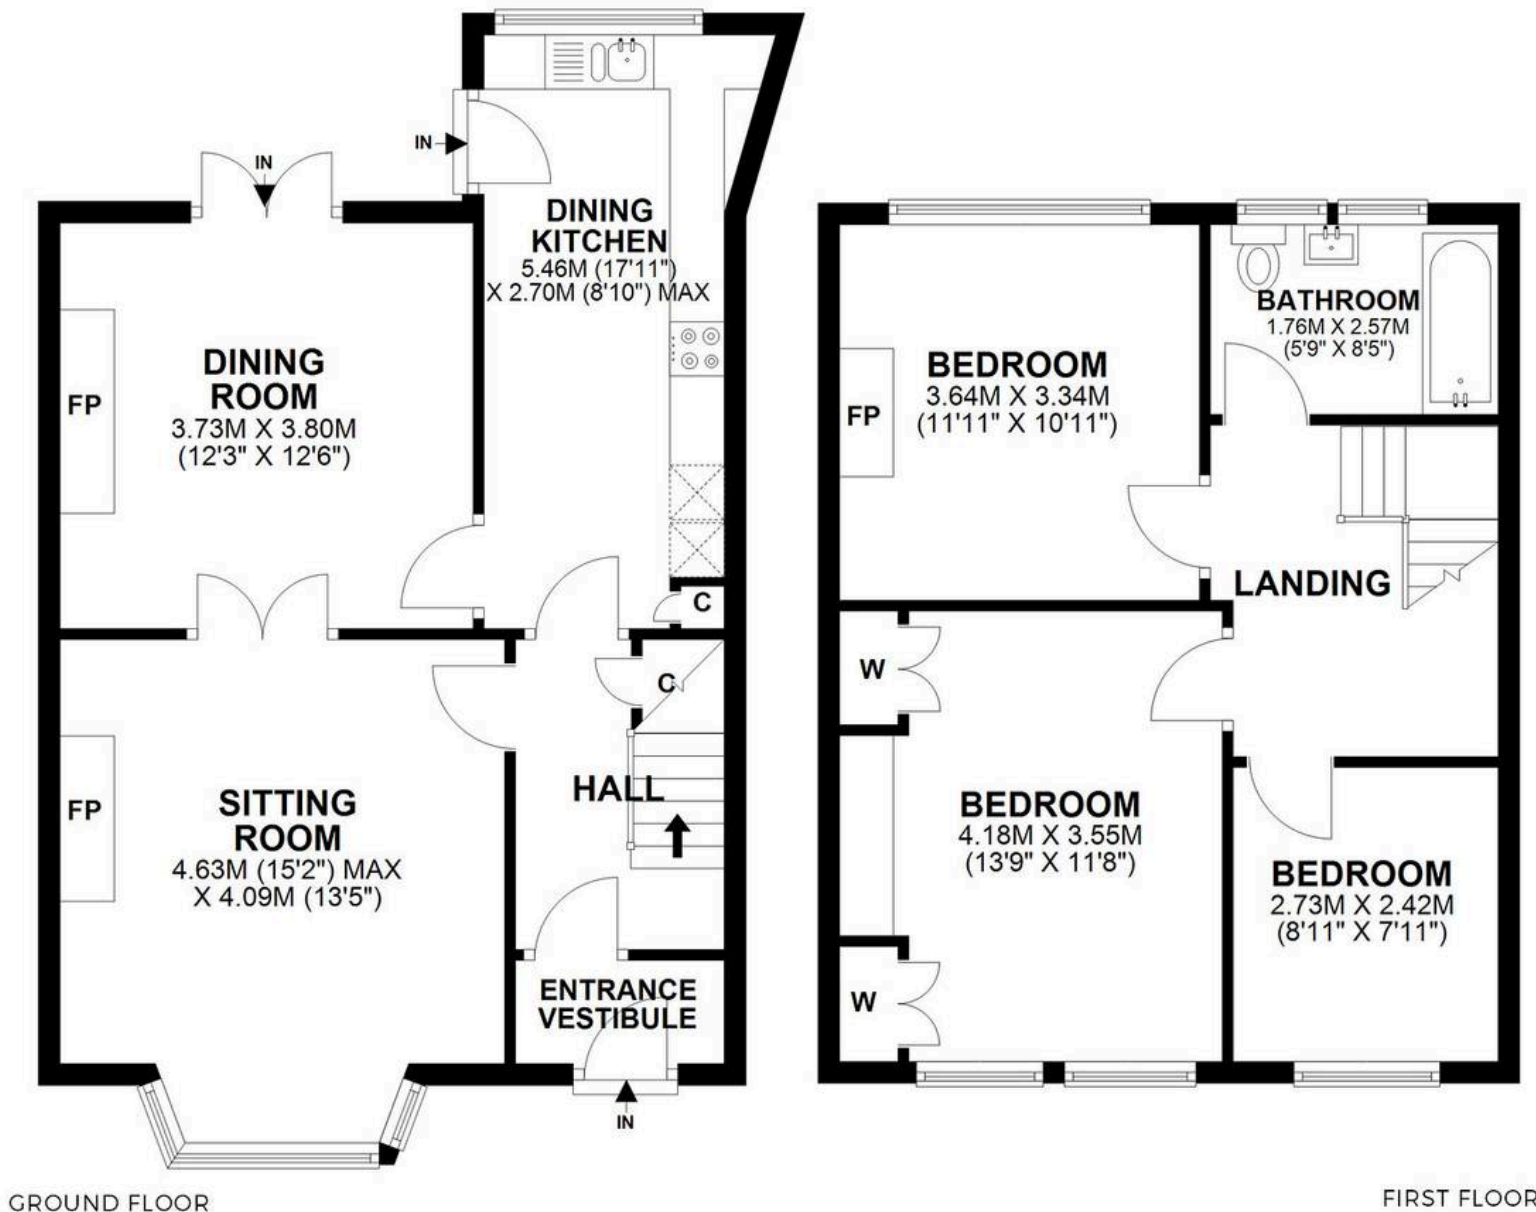 IN
IN
DINING
KITCHEN
5.46M (17'11")
X 2.70M (8'10") MAX
DINING
ROOM
3.73M X 3.80M
(12'3" X 12'6")
FP
C
C
HALL
FP
SITTING
ROOM
4.63M (15'2") MAX
X 4.09M (13'5")
ENTRANCE
VESTIBULE
IN
GROUND FLOOR
BATHROOM
1.76M X 2.57M
(5'9" X 8'5")
BEDROOM
3.64M X 3.34M
(11'11" X 10'11")
FP
LANDING
W
BEDROOM
4.18M X 3.55M
(13'9" X 11'8")
BEDROOM
2.73M X 2.42M
(8'11" X 7'11")
W
FIRST FLOOR